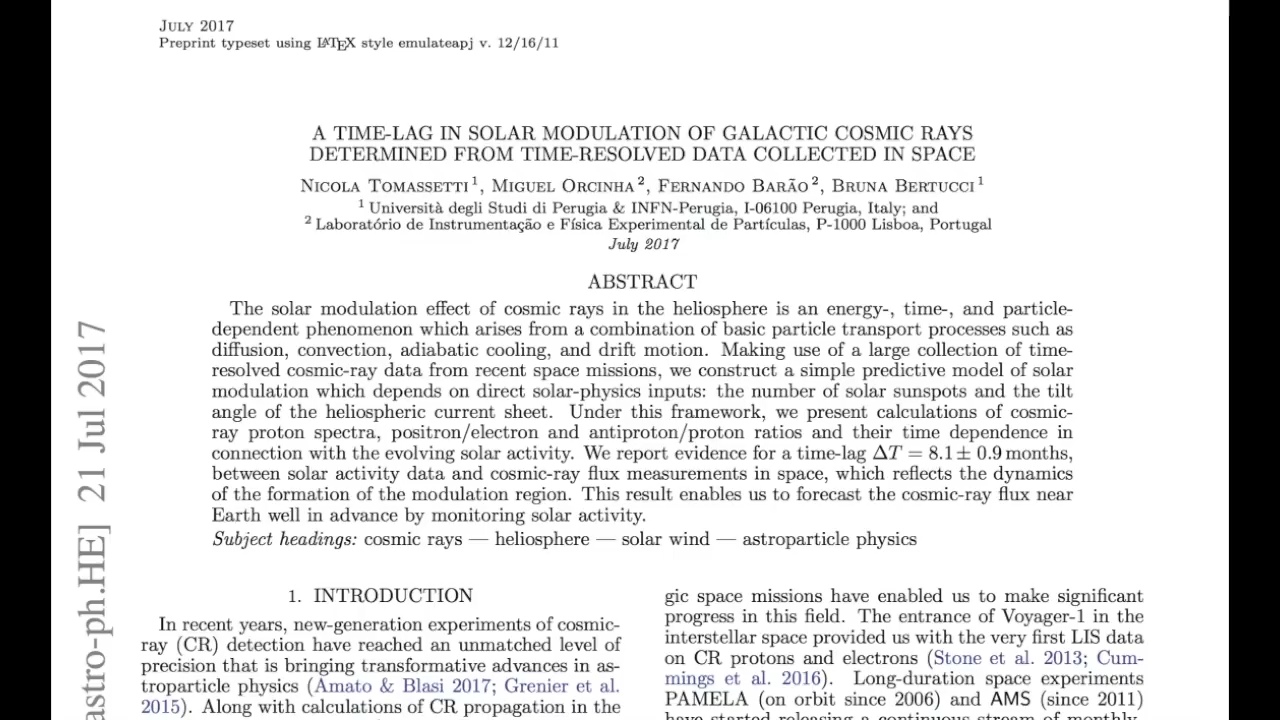 JULY 2017
Preprint typeset using LATEX style emulateapj v. 12/16/11
A TIME-LAG IN SOLAR MODULATION OF GALACTIC COSMIC RAYS
DETERMINED FROM TIME-RESOLVED DATA COLLECTED IN SPACE
NICOLA TOMASSETTI 1, MIGUEL ORCINHA 2, FERNANDO BARÃO 2, BRUNA BERTUCCI 1
1 Università degli Studi di Perugia & INFN-Perugia, I-06100 Perugia, Italy; and
2 Laboratório de Instrumentação e Física Experimental de Partículas, P-1000 Lisboa, Portugal
July 2017
ABSTRACT
The solar modulation effect of cosmic rays in the heliosphere is an energy-, time-, and particle-
dependent phenomenon which arises from a combination of basic particle transport processes such as
diffusion, convection, adiabatic cooling, and drift motion. Making use of a large collection of time-
resolved cosmic-ray data from recent space missions, we construct a simple predictive model of solar
modulation which depends on direct solar-physics inputs: the number of solar sunspots and the tilt
angle of the heliospheric current sheet. Under this framework, we present calculations of cosmic-
ray proton spectra, positron/electron and antiproton/proton ratios and their time dependence in
connection with the evolving solar activity. We report evidence for a time-lag ΔT = 8.1 ± 0.9 months,
between solar activity data and cosmic-ray flux measurements in space, which reflects the dynamics
of the formation of the modulation region. This result enables us to forecast the cosmic-ray flux near
Earth well in advance by monitoring solar activity.
Subject headings: cosmic rays — heliosphere — solar wind — astroparticle physics
1. INTRODUCTION
In recent years, new-generation experiments of cosmic-
ray (CR) detection have reached an unmatched level of
precision that is bringing transformative advances in as-
troparticle physics (Amato & Blasi 2017; Grenier et al.
2015). Along with calculations of CR propagation in the
gic space missions have enabled us to make significant
progress in this field. The entrance of Voyager-1 in the
interstellar space provided us with the very first LIS data
on CR protons and electrons (Stone et al. 2013; Cum-
mings et al. 2016). Long-duration space experiments
PAMELA (on orbit since 2006) and AMS (since 2011)
have started releasing a continuous stream of monthly-
astro-ph.HE] 21 Jul 2017